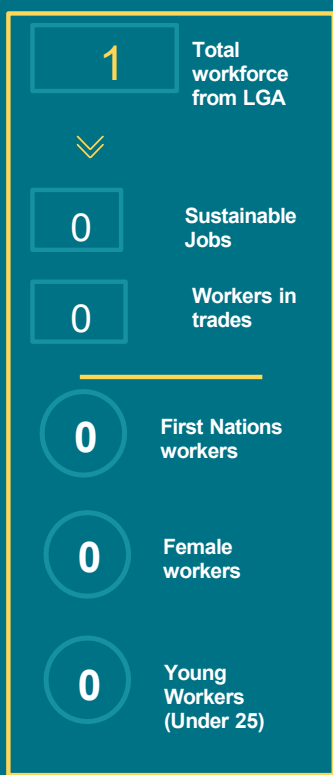 1
Total
workforce
from LGA
0
Sustainable
Jobs
0
Workers in
trades
0
First Nations
workers
0
Female
workers
0
Young
Workers
(Under 25)